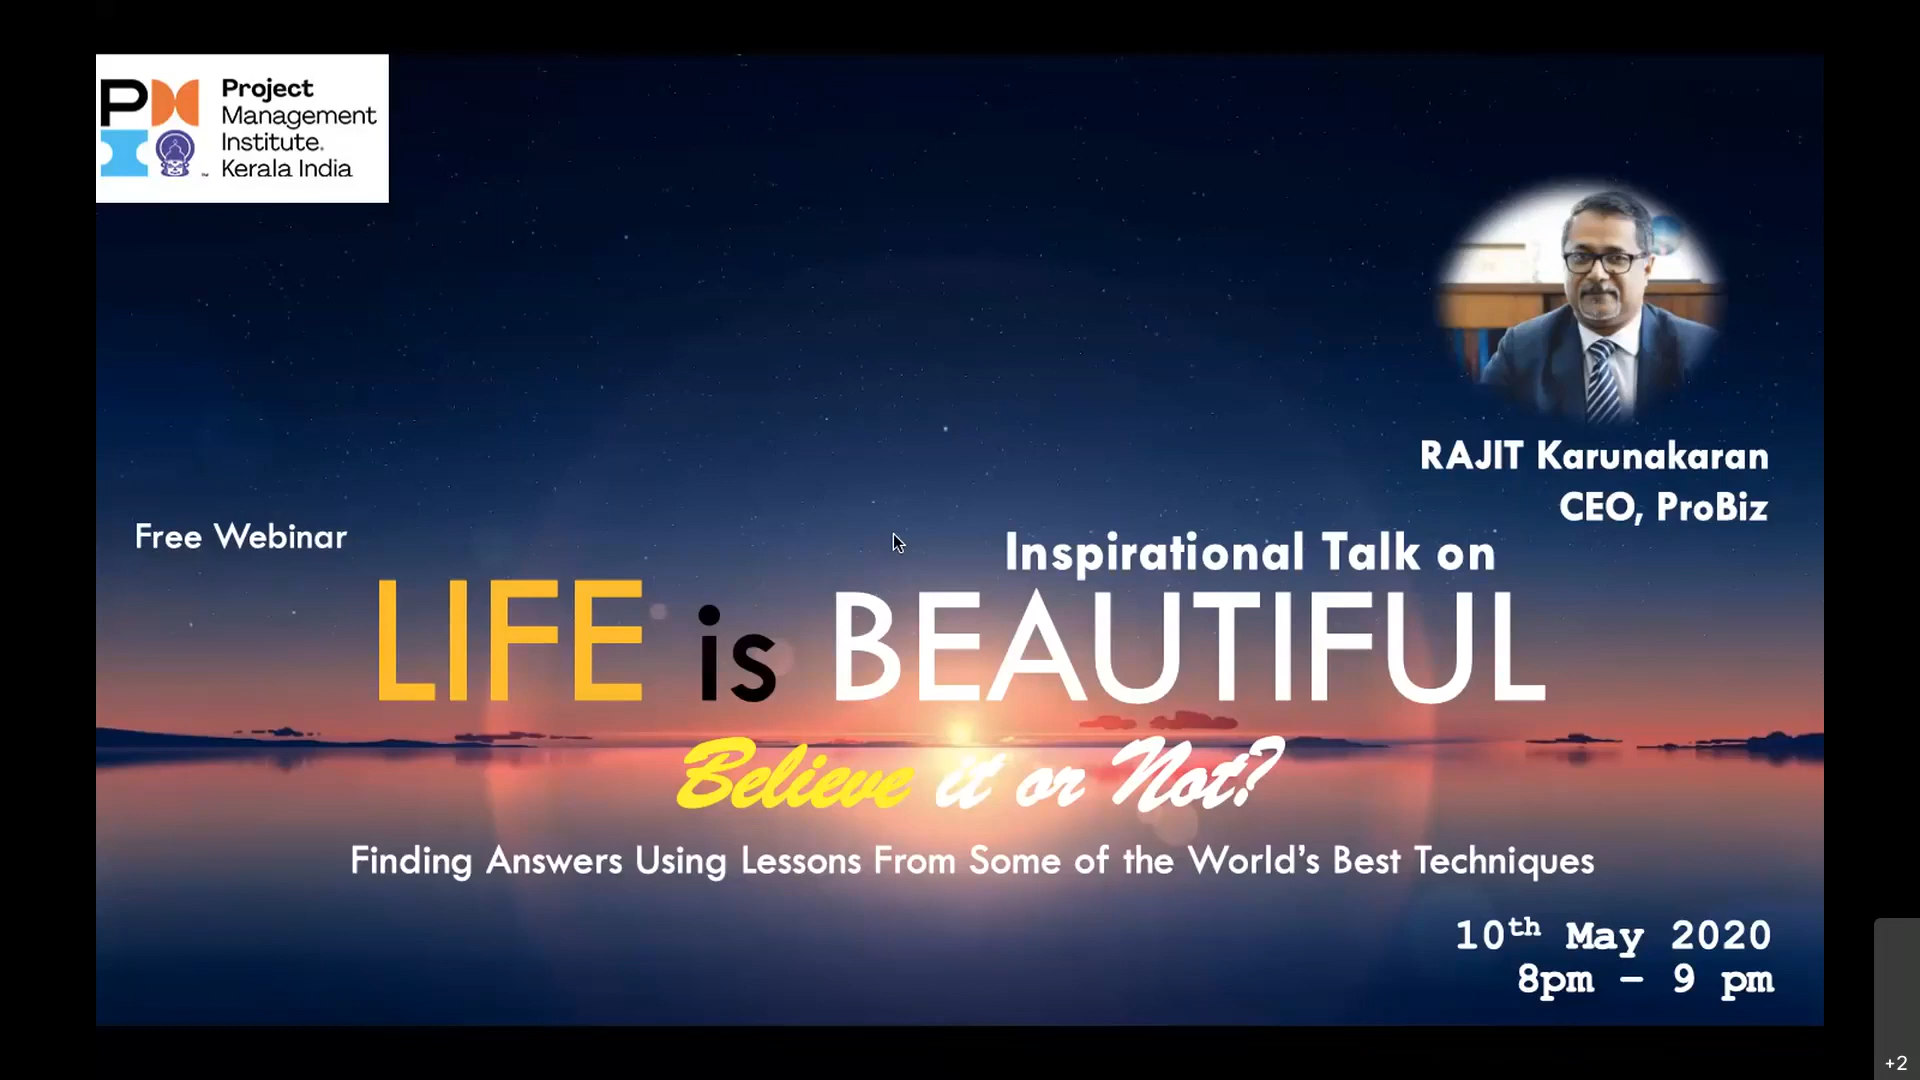 Project
Management
Institute.
Kerala India
RAJIT Karunakaran
CEO, ProBiz
Free Webinar
Inspirational Talk on
LIFE is BEAUTIFUL
Believe it or Not?
Finding Answers Using Lessons From Some of the World’s Best Techniques
10th May 2020
8pm – 9 pm
+2